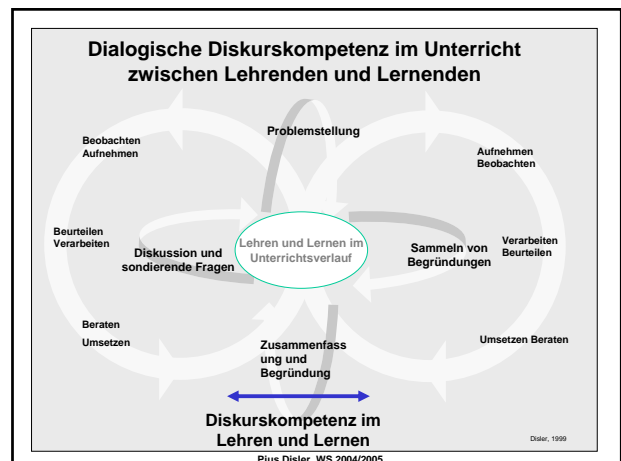 Dialogische Diskurskompetenz im Unterricht
zwischen Lehrenden und Lernenden
Problemstellung
Beobachten
Aufnehmen
Aufnehmen
Beobachten
Beurteilen
Verarbeiten
Diskussion und
sondierende Fragen
Lehren und Lernen im
Unterrichtsverlauf
Sammeln von
Begründungen
Verarbeiten
Beurteilen
Beraten
Umsetzen
Zusammenfass
ung und
Begründung
Umsetzen Beraten
Diskurskompetenz im
Lehren und Lernen
Disler, 1999
Pius Disler, WS 2004/2005